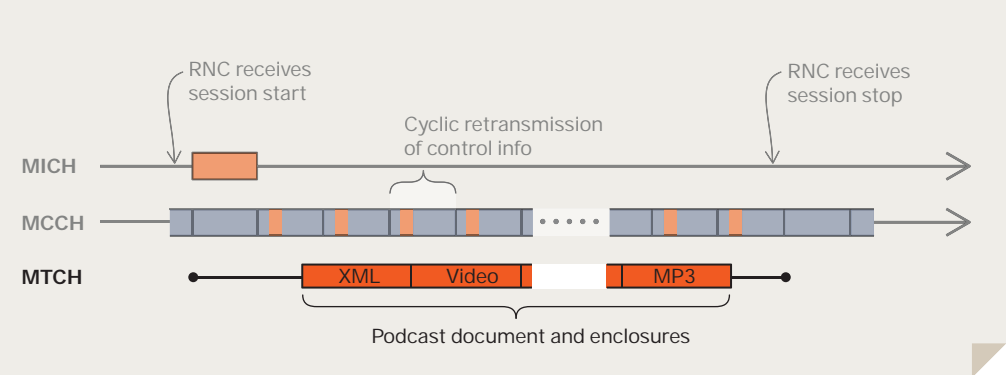 RNC receives
session start
RNC receives
session stop
Cyclic retransmission
of control info
MICH
MCCH
MTCH
XML
Video
MP3
Podcast document and enclosures